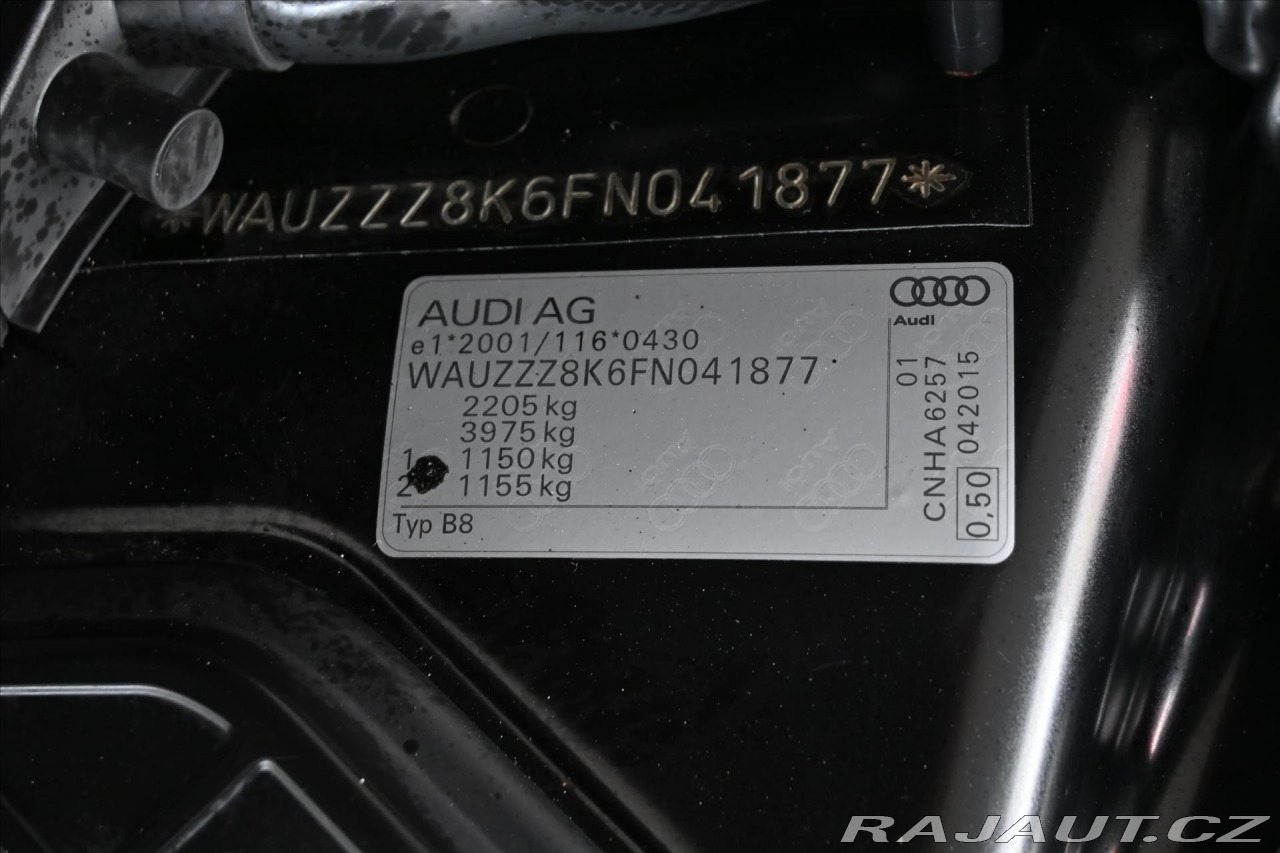 *WAUZZZ8K6FN041877*
AUDI AG
Audi
e1*2001/116*0430
WAUZZZ8K6FN041877
2205 kg
3975 kg
1 1150 kg
2 1155 kg
Typ B8
CNHA6257 01
0,50 042015
RAJAUT.CZ